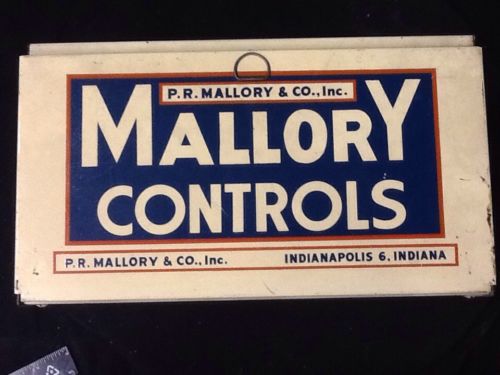 P.R. MALLORY & CO., Inc.
MALLORY
CONTROLS
P.R. MALLORY & CO., Inc. INDIANAPOLIS 6, INDIANA